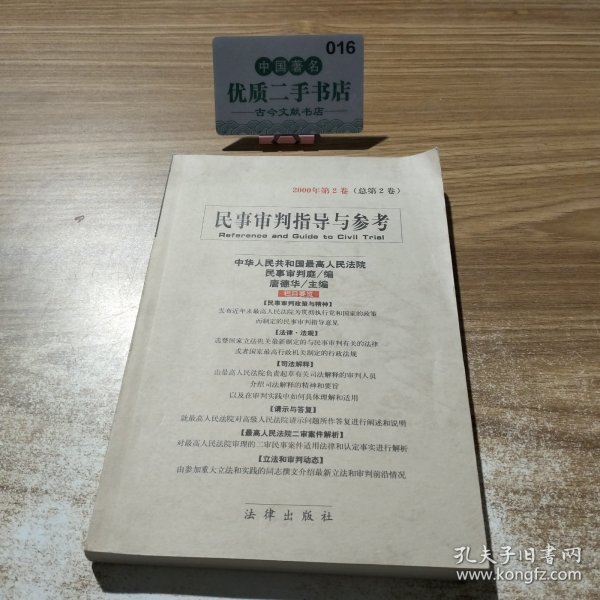 016
中国著名
优质二手书店
古今文献书店
2000年第2卷（总第2卷）
民事审判指导与参考
Reference and Guide to Civil Trial
中华人民共和国最高人民法院
民事审判庭/编
唐德华/主编
栏目要览
【民事审判政策与精神】
发布近年来最高人民法院为贯彻执行党和国家的政策
而制定的民事审判指导意见
【法律·法规】
选登国家立法机关最新制定的与民事审判有关的法律
或者国家最高行政机关制定的行政法规
【司法解释】
由最高人民法院负责起草有关司法解释的审判人员
介绍司法解释的精神和要旨
以及在审判实践中如何具体理解和适用
【请示与答复】
就最高人民法院对高级人民法院请示问题所作答复进行阐述和说明
【最高人民法院二审案件解析】
对最高人民法院审理的二审民事案件适用法律和认定事实进行解析
【立法和审判动态】
由参加重大立法和实践的同志撰文介绍最新立法和审判前沿情况
法律出版社
孔夫子旧书网
www.kongfz.com